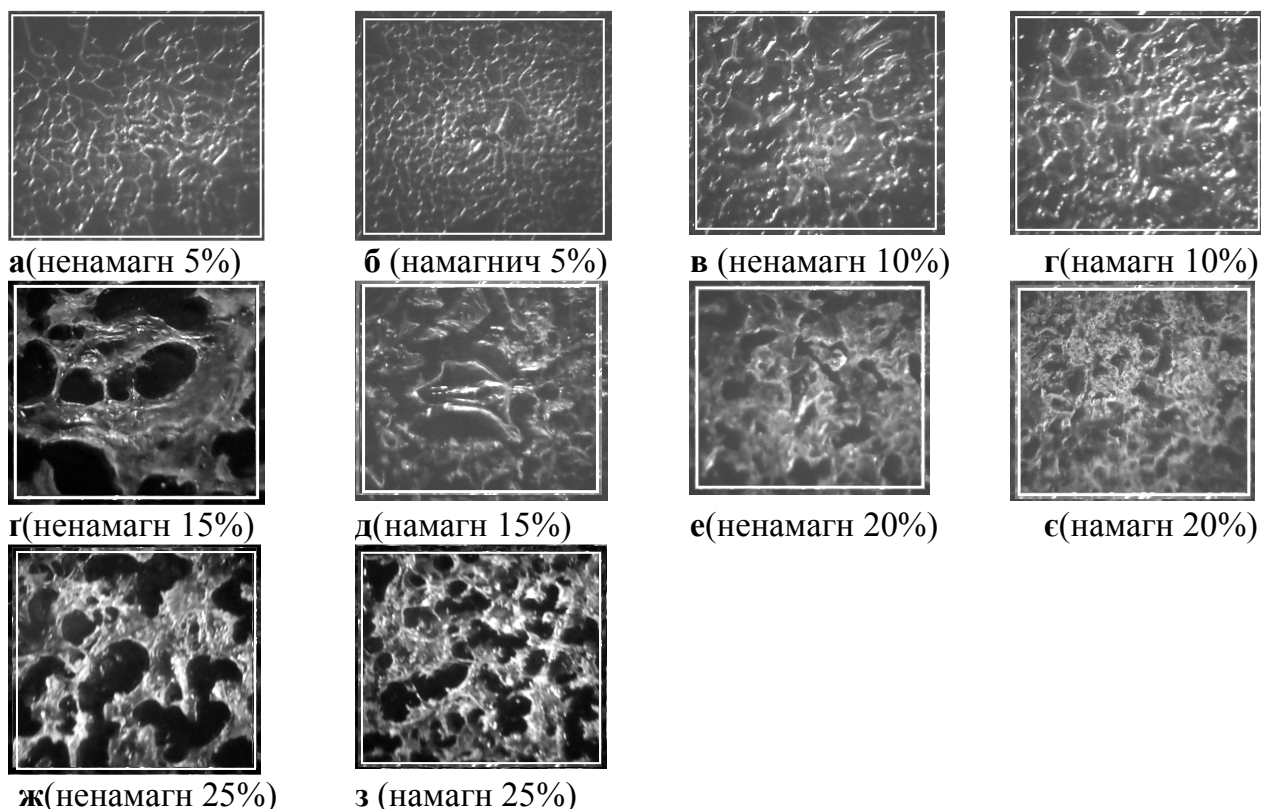 а(ненамагн 5%) б (намагнич 5%) в (ненамагн 10%) г(намагн 10%)
ґ(ненамагн 15%) д(намагн 15%) е(ненамагн 20%) є(намагн 20%)
ж(ненамагн 25%) з (намагн 25%)